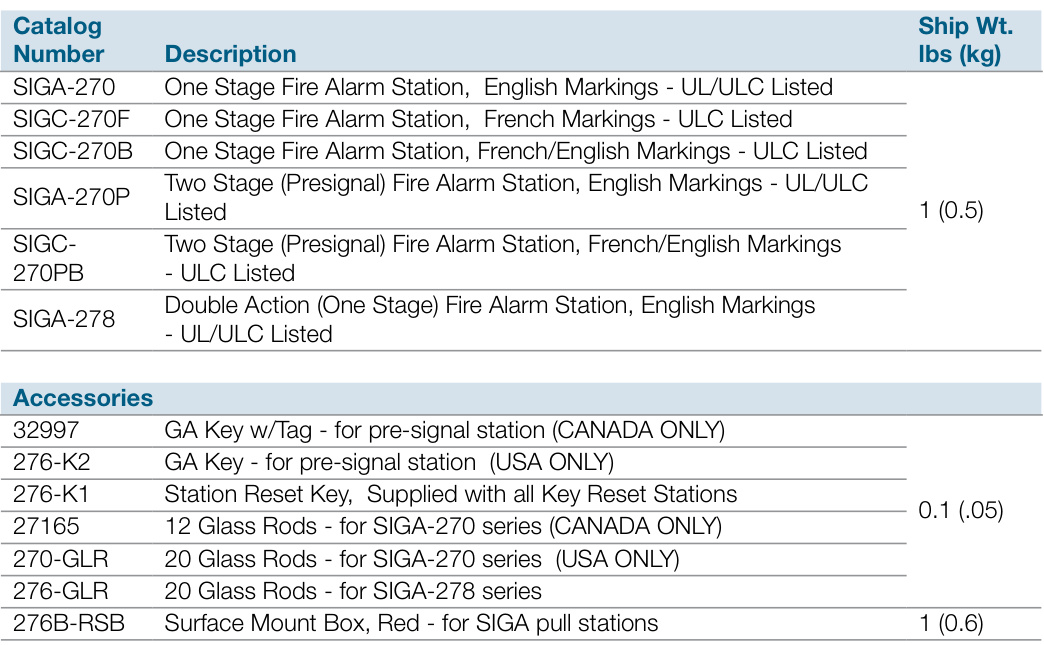 Catalog Number Description Ship Wt. lbs (kg)
SIGA-270 One Stage Fire Alarm Station, English Markings - UL/ULC Listed
SIGC-270F One Stage Fire Alarm Station, French Markings - ULC Listed
SIGC-270B One Stage Fire Alarm Station, French/English Markings - ULC Listed
SIGA-270P Two Stage (Presignal) Fire Alarm Station, English Markings - UL/ULC
Listed
1 (0.5)
SIGC-
270PB
Two Stage (Presignal) Fire Alarm Station, French/English Markings
- ULC Listed
SIGA-278 Double Action (One Stage) Fire Alarm Station, English Markings
- UL/ULC Listed
Accessories
32997 GA Key w/Tag - for pre-signal station (CANADA ONLY)
276-K2 GA Key - for pre-signal station (USA ONLY)
276-K1 Station Reset Key, Supplied with all Key Reset Stations
0.1 (.05)
27165 12 Glass Rods - for SIGA-270 series (CANADA ONLY)
270-GLR 20 Glass Rods - for SIGA-270 series (USA ONLY)
276-GLR 20 Glass Rods - for SIGA-278 series
276B-RSB Surface Mount Box, Red - for SIGA pull stations 1 (0.6)